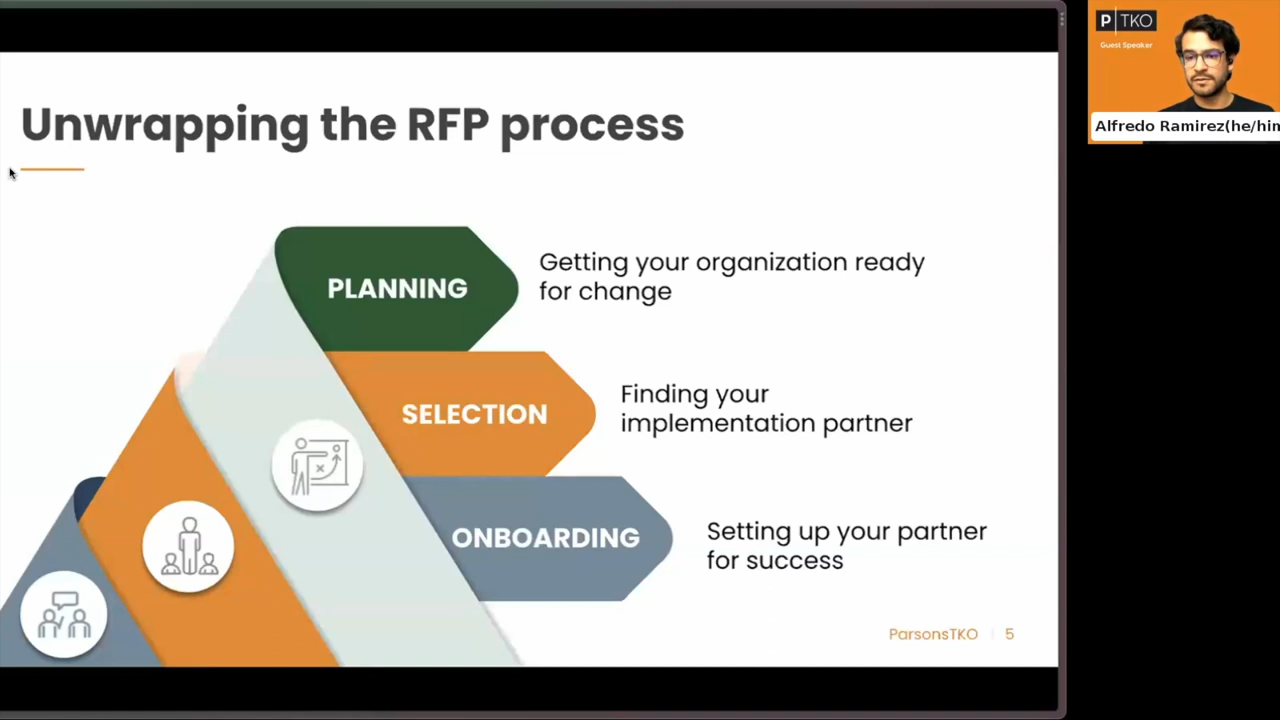 Unwrapping the RFP process
PLANNING
Getting your organization ready
for change
SELECTION
Finding your
implementation partner
ONBOARDING
Setting up your partner
for success
ParsonsTKO | 5
P | TKO
Guest Speaker
Alfredo Ramirez(he/him